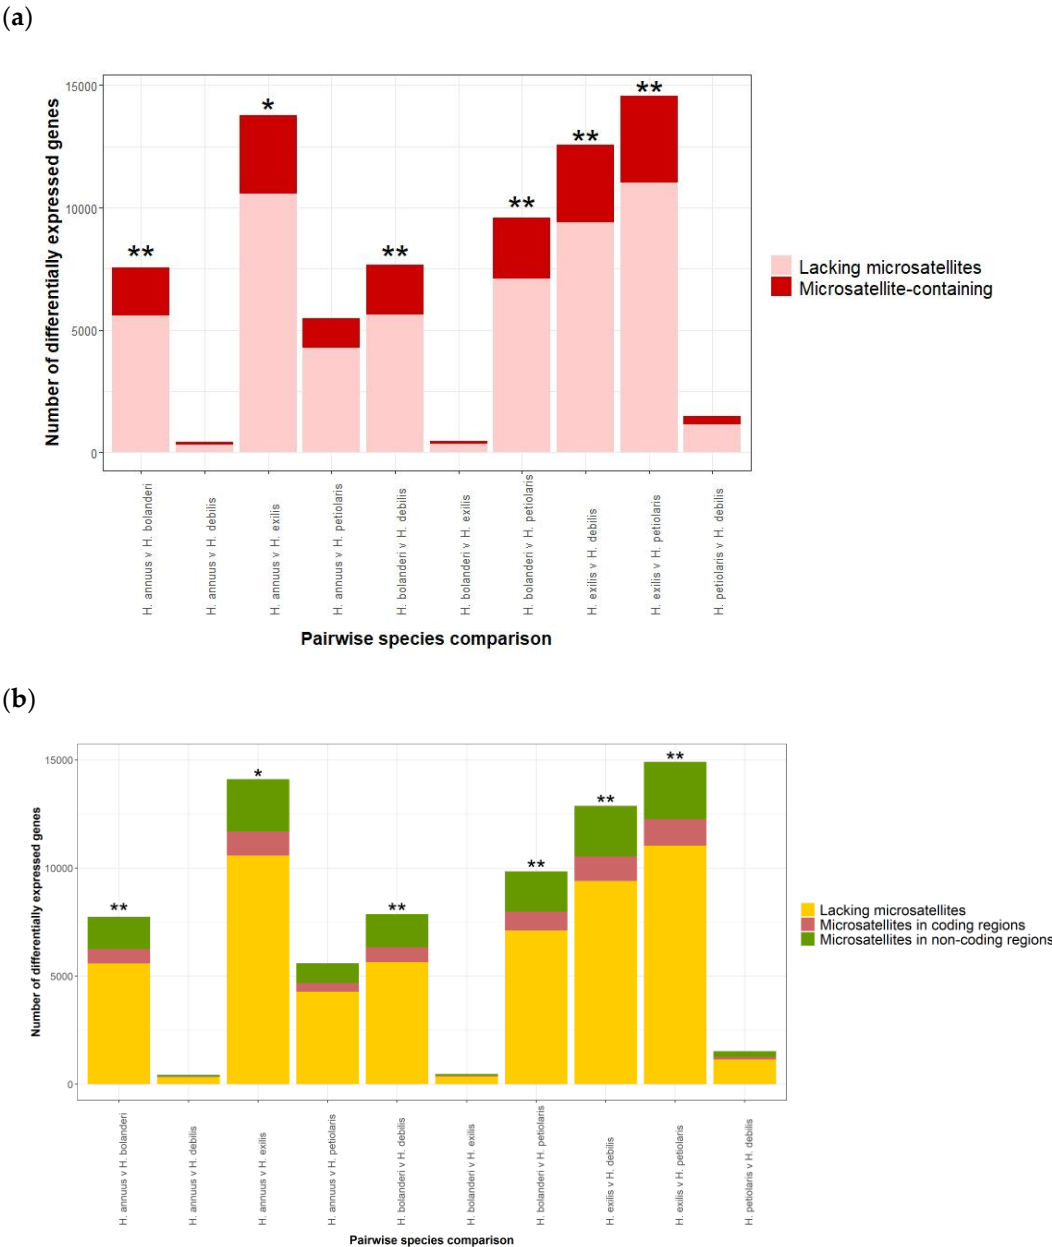 (a)
Number of differentially expressed genes
15000
10000
5000
0
**
*
**
**
**
**
H. annuus v H. bolanderi
H. annuus v H. debilis
H. annuus v H. exilis
H. annuus v H. petiolaris
H. bolanderi v H. debilis
H. bolanderi v H. exilis
H. bolanderi v H. petiolaris
H. exilis v H. debilis
H. exilis v H. petiolaris
H. petiolaris v H. debilis
Pairwise species comparison
Lacking microsatellites
Microsatellite-containing
(b)
Number of differentially expressed genes
15000
10000
5000
0
**
*
**
**
**
**
H. annuus v H. bolanderi
H. annuus v H. debilis
H. annuus v H. exilis
H. annuus v H. petiolaris
H. bolanderi v H. debilis
H. bolanderi v H. exilis
H. bolanderi v H. petiolaris
H. exilis v H. debilis
H. exilis v H. petiolaris
H. petiolaris v H. debilis
Pairwise species comparison
Lacking microsatellites
Microsatellites in coding regions
Microsatellites in non-coding regions